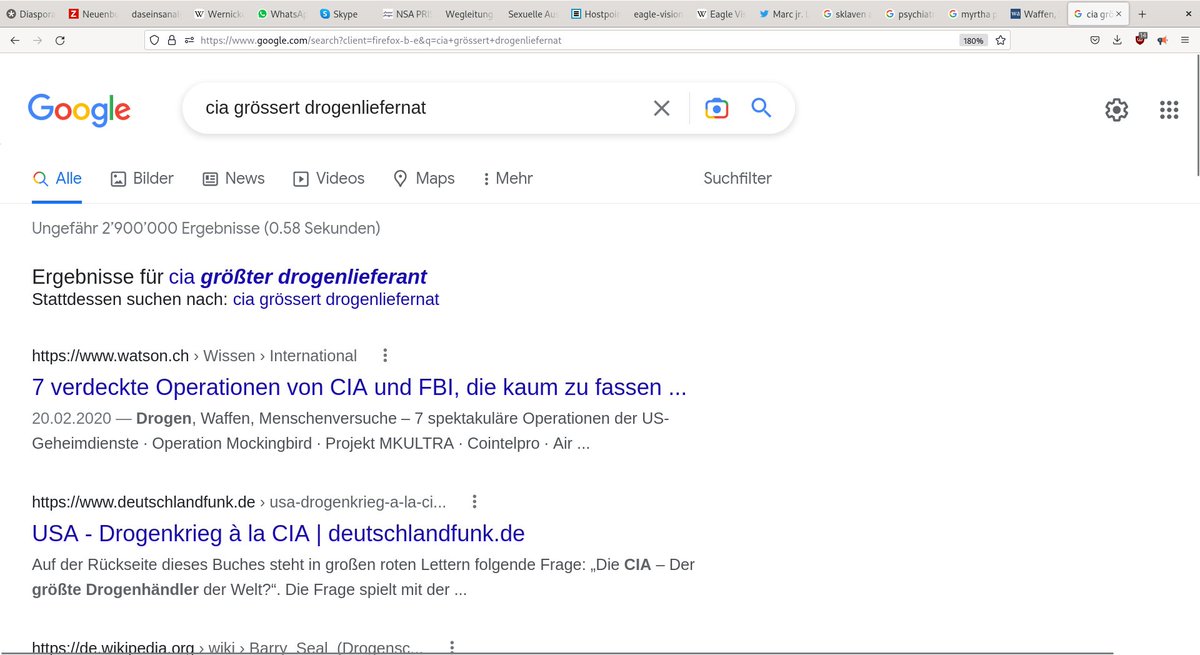 Diaspora
Neuenbu
daseinsanal
Wernick
WhatsA
Skype
NSA PRI
Wegleitung
Sexuelle Aus
Hostpoin
eagle-vision
Eagle Vis
Marc jr. L
sklaven a
psychiatr
myrtha p
Waffen,
cia grö
https://www.google.com/search?client=firefox-b-e&q=cia+grössert+drogenliefernat
180%
Google
cia grössert drogenliefernat
Alle
Bilder
News
Videos
Maps
Mehr
Suchfilter
Ungefähr 2’900’000 Ergebnisse (0.58 Sekunden)
Ergebnisse für cia größter drogenlieferant
Stattdessen suchen nach: cia grössert drogenliefernat
https://www.watson.ch › Wissen › International
7 verdeckte Operationen von CIA und FBI, die kaum zu fassen ...
20.02.2020 — Drogen, Waffen, Menschenversuche – 7 spektakuläre Operationen der US-
Geheimdienste · Operation Mockingbird · Projekt MKULTRA · Cointelpro · Air ...
https://www.deutschlandfunk.de › usa-drogenkrieg-a-la-ci...
USA - Drogenkrieg à la CIA | deutschlandfunk.de
Auf der Rückseite dieses Buches steht in großen roten Lettern folgende Frage: „Die CIA – Der
größte Drogenhändler der Welt?“. Die Frage spielt mit der ...
https://de.wikipedia.org › wiki › Barry_Seal_(Drogensc...